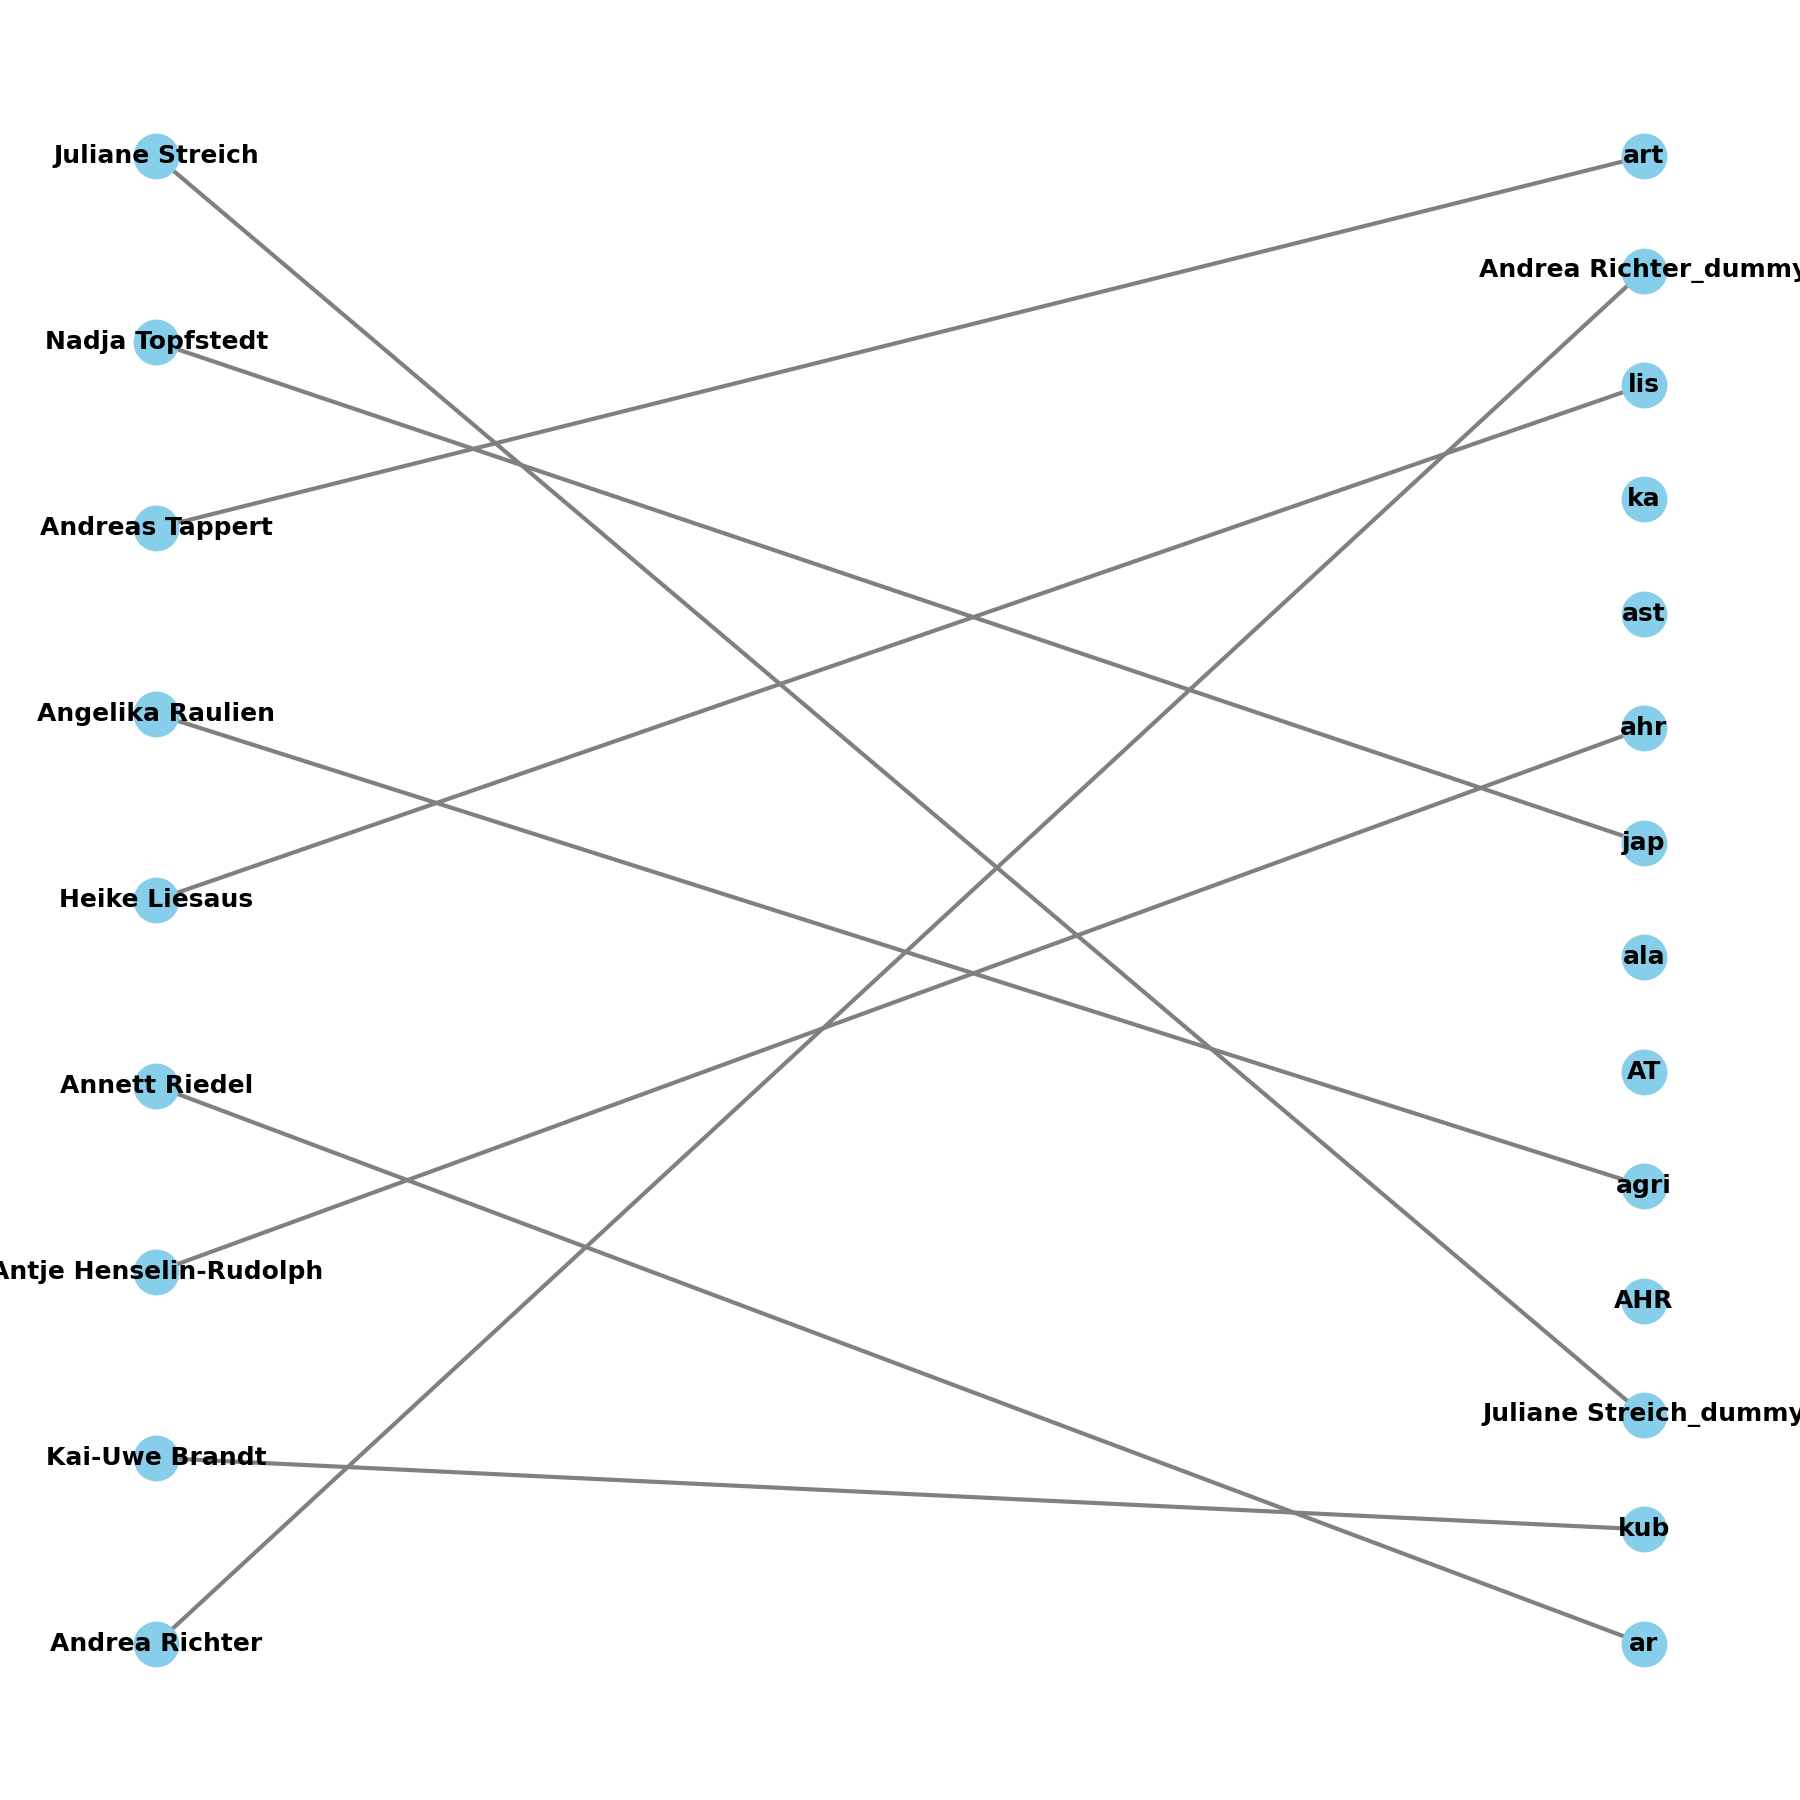 Juliane Streich
Nadja Topfstedt
Andreas Tappert
Angelika Raulien
Heike Liesaus
Annett Riedel
Antje Henselin-Rudolph
Kai-Uwe Brandt
Andrea Richter
art
Andrea Richter_dummy
lis
ka
ast
ahr
jap
ala
AT
agri
AHR
Juliane Streich_dummy
kub
ar